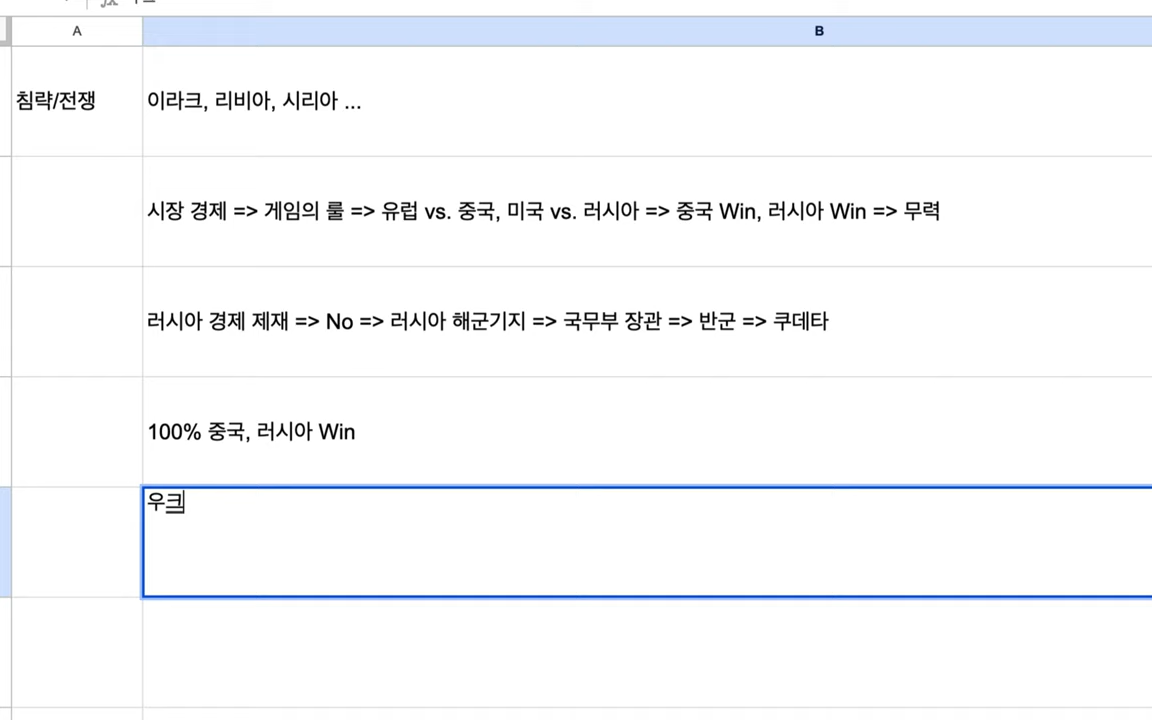 A
B
침략/전쟁
이라크, 리비아, 시리아 ...
시장 경제 => 게임의 룰 => 유럽 vs. 중국, 미국 vs. 러시아 => 중국 Win, 러시아 Win => 무력
러시아 경제 제재 => No => 러시아 해군기지 => 국무부 장관 => 반군 => 쿠데타
100% 중국, 러시아 Win
우크